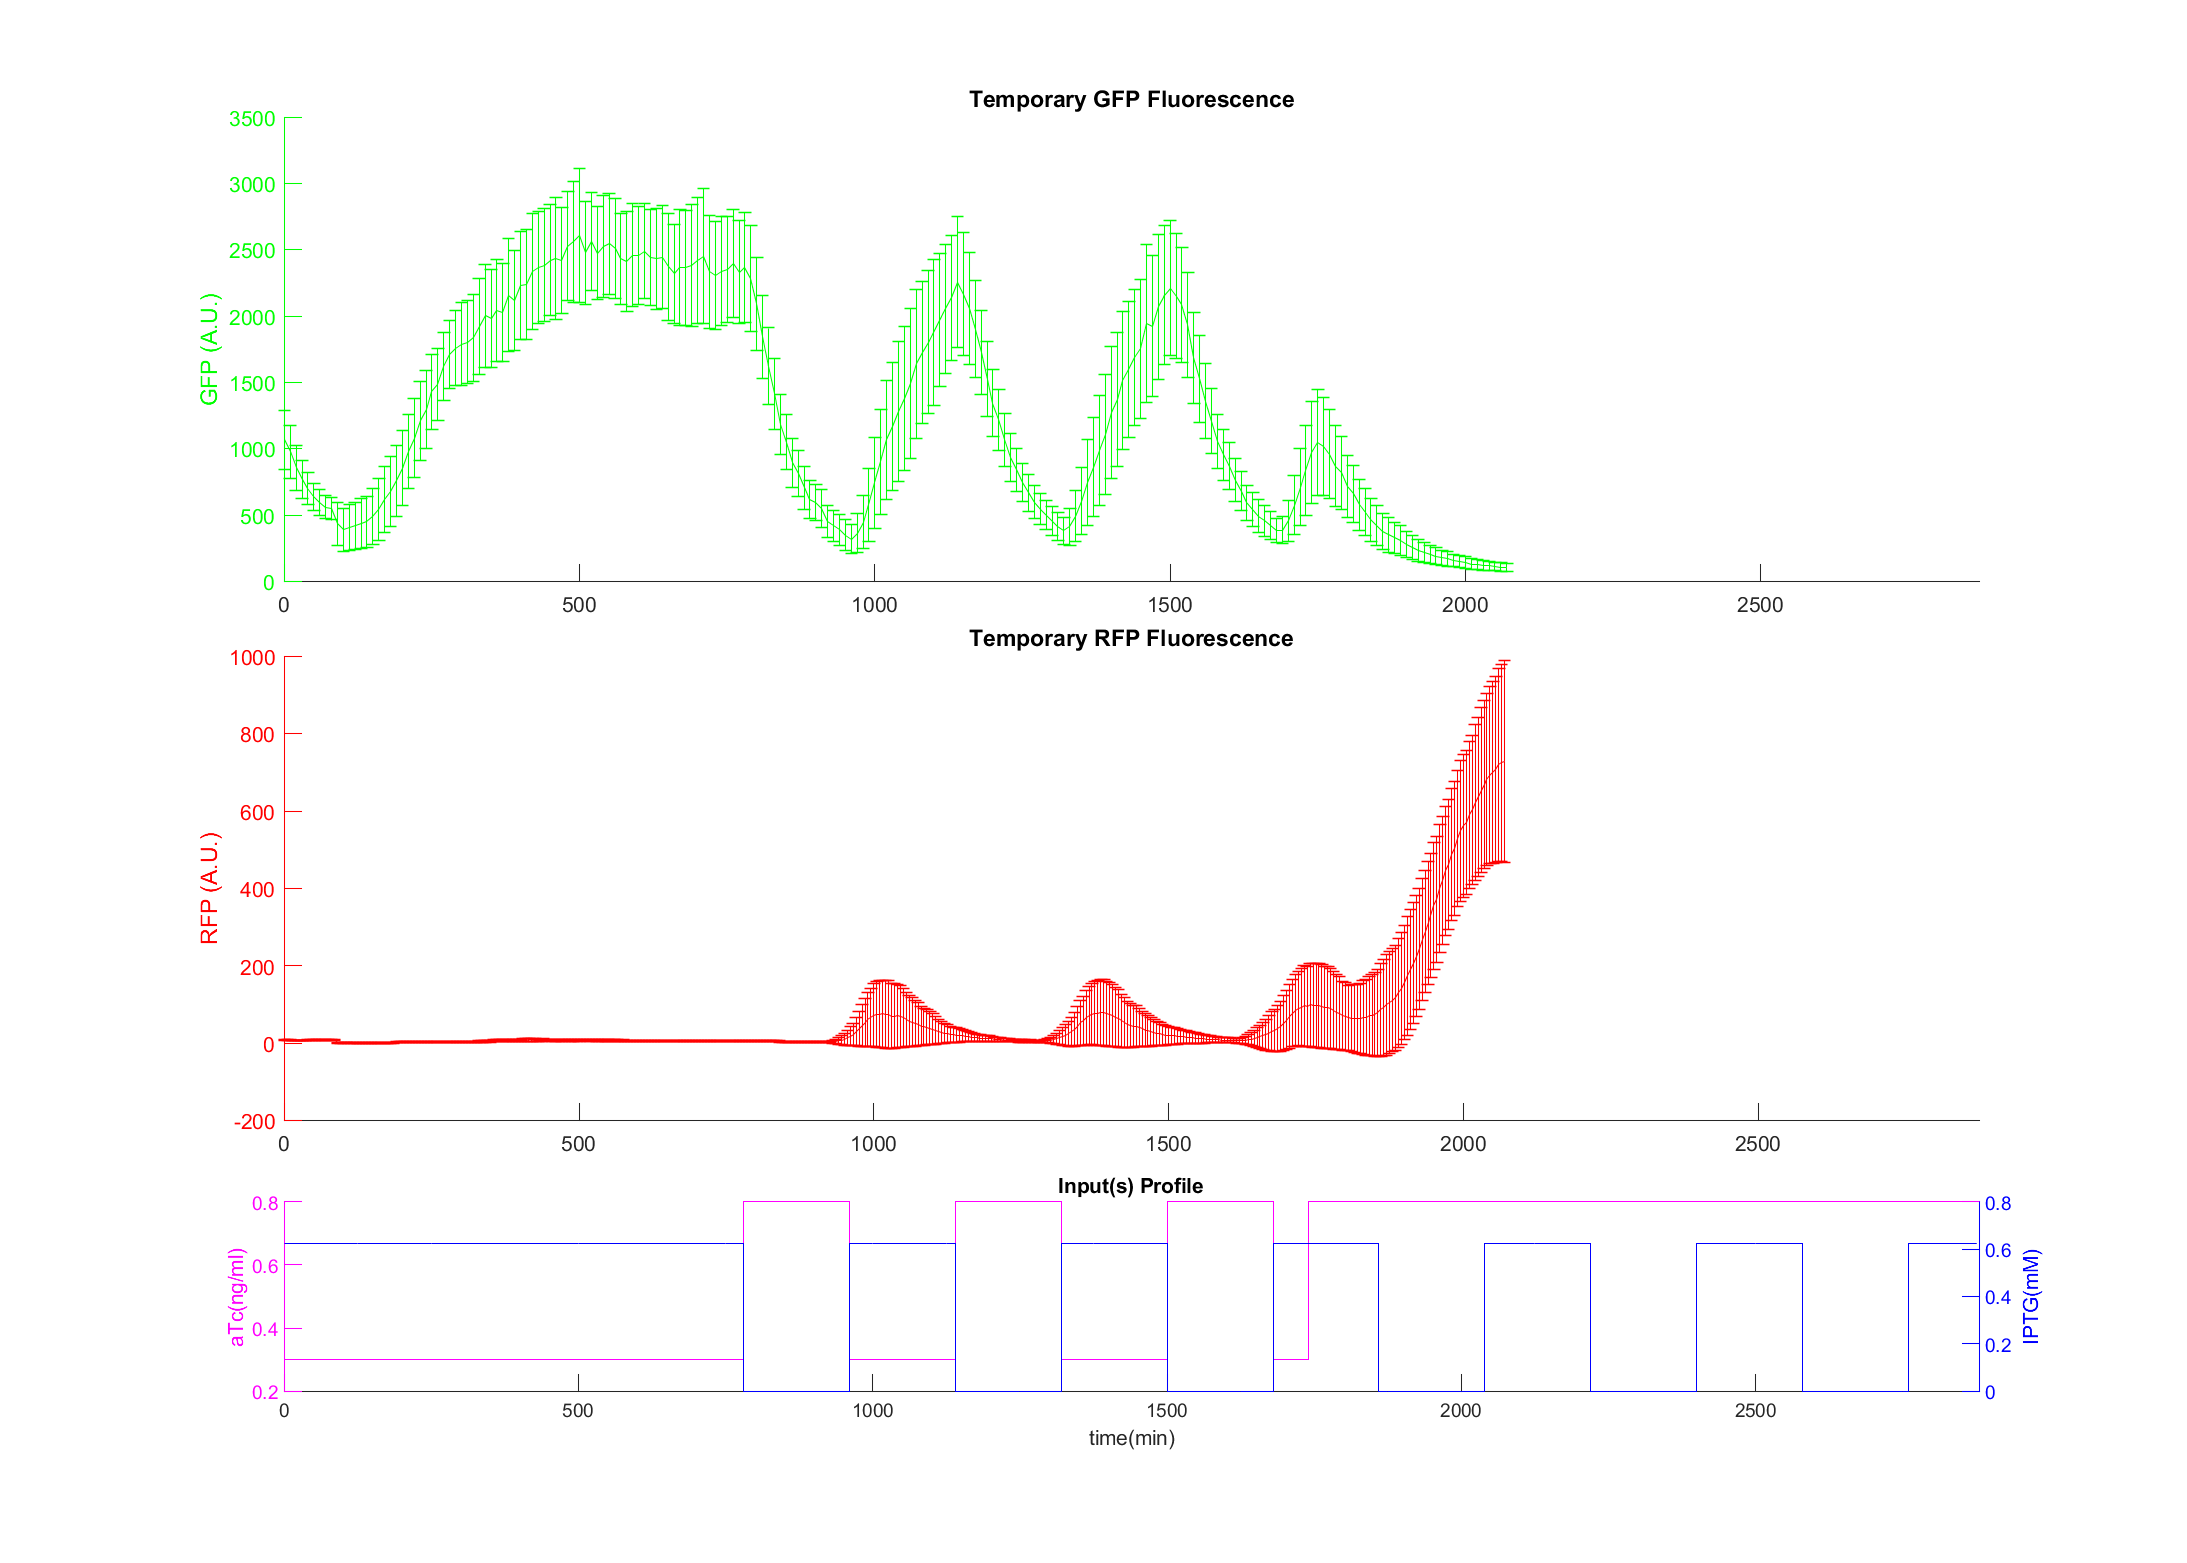 Temporary GFP Fluorescence
3500
3000
2500
2000
1500
1000
500
0
GFP (A.U.)
0 500 1000 1500 2000 2500
Temporary RFP Fluorescence
1000
800
600
400
200
0
-200
RFP (A.U.)
0 500 1000 1500 2000 2500
Input(s) Profile
0.8
0.6
0.4
0.2
aTc(ng/ml)
0.8
0.6
0.4
0.2
0
IPTG(mM)
0 500 1000 1500 2000 2500
time(min)